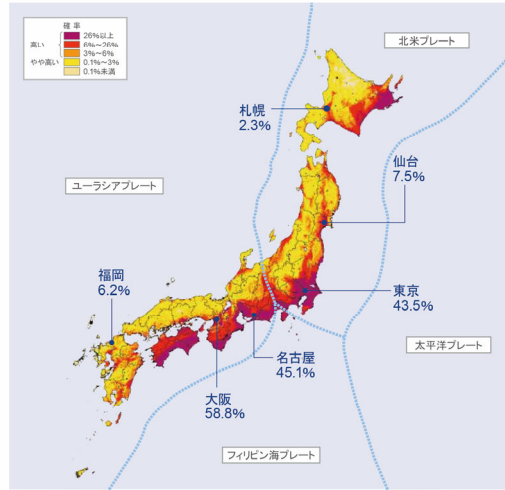 確率
高い
やや高い
26%以上
6%～26%
3%～6%
0.1%～3%
0.1%未満
北米プレート
札幌
2.3%
仙台
7.5%
ユーラシアプレート
福岡
6.2%
東京
43.5%
太平洋プレート
名古屋
45.1%
大阪
58.8%
フィリピン海プレート